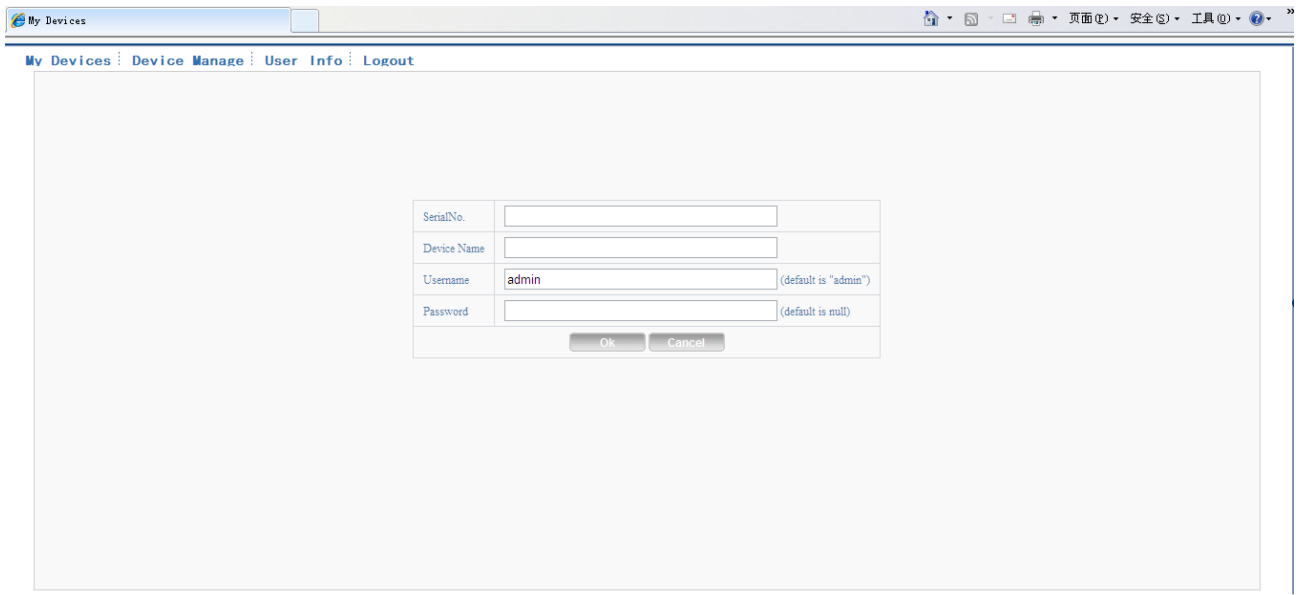 My Devices 页面(P) 安全(S) 工具(O) »
My Devices Device Manage User Info Logout
SerialNo.
Device Name
Username admin (default is "admin")
Password (default is null)
Ok Cancel